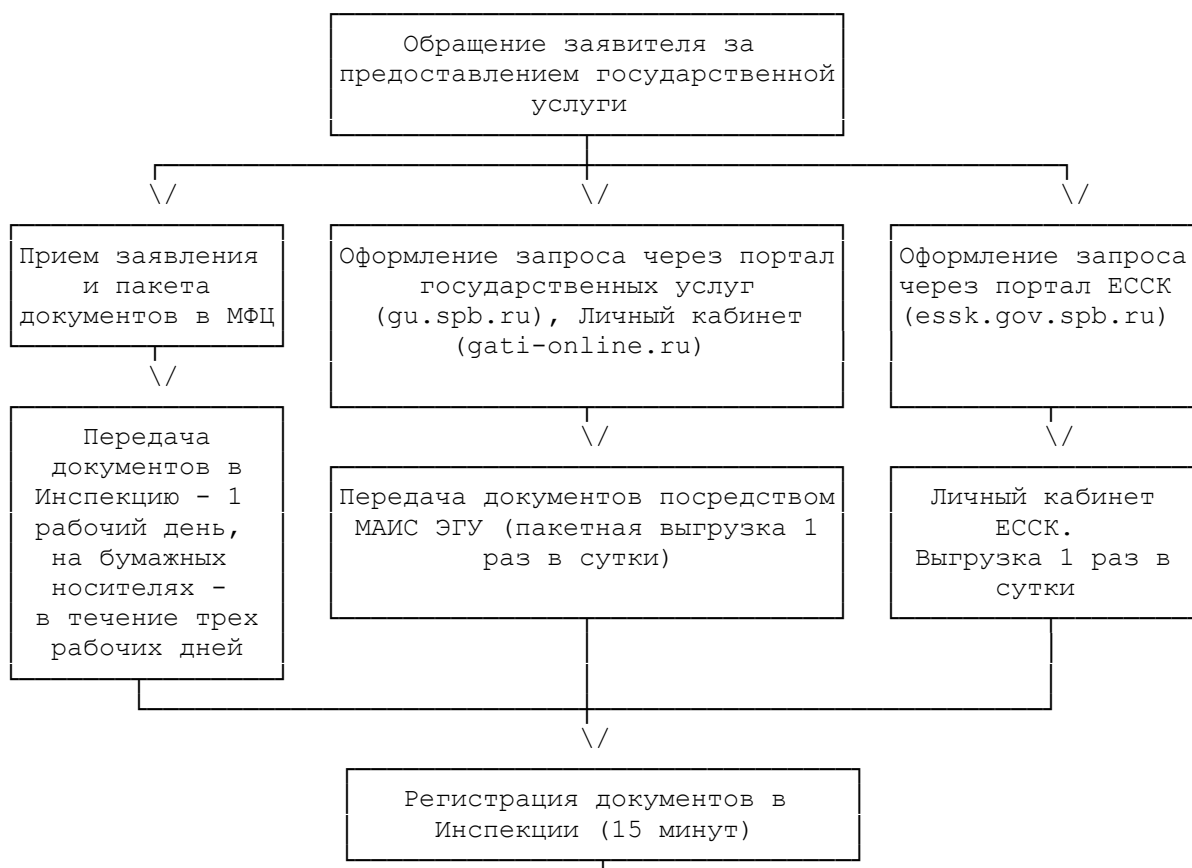 Обращение заявителя за
предоставлением государственной
услуги
\/
\/
\/
Прием заявления
и пакета
документов в МФЦ
Оформление запроса через портал
государственных услуг
(gu.spb.ru), Личный кабинет
(gati-online.ru)
Оформление запроса
через портал ЕССК
(essk.gov.spb.ru)
\/
\/
\/
Передача
документов в
Инспекцию - 1
рабочий день,
на бумажных
носителях -
в течение трех
рабочих дней
Передача документов посредством
МАИС ЭГУ (пакетная выгрузка 1
раз в сутки)
Личный кабинет
ЕССК.
Выгрузка 1 раз в
сутки
\/
Регистрация документов в
Инспекции (15 минут)